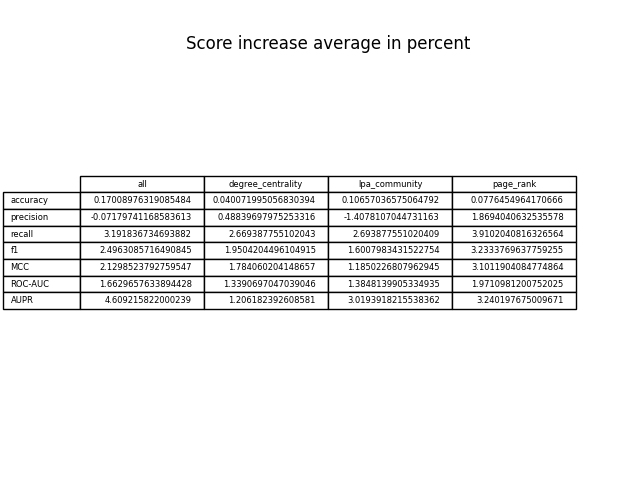 Score increase average in percent
all degree_centrality lpa_community page_rank
accuracy 0.17008976319085484 0.040071995056830394 0.10657036575064792 0.0776454964170666
precision -0.07179741168583613 0.48839697975253316 -1.4078107044731163 1.8694040632535578
recall 3.191836734693882 2.669387755102043 2.693877551020409 3.9102040816326564
f1 2.4963085716490845 1.9504204496104915 1.6007983431522754 3.2333769637759255
MCC 2.1298523792759547 1.784060204148657 1.1850226807962945 3.1011904084774864
ROC-AUC 1.6629657633894428 1.3390697047039046 1.3848139905334935 1.9710981200752025
AUPR 4.609215822000239 1.206182392608581 3.0193918215538362 3.240197675009671